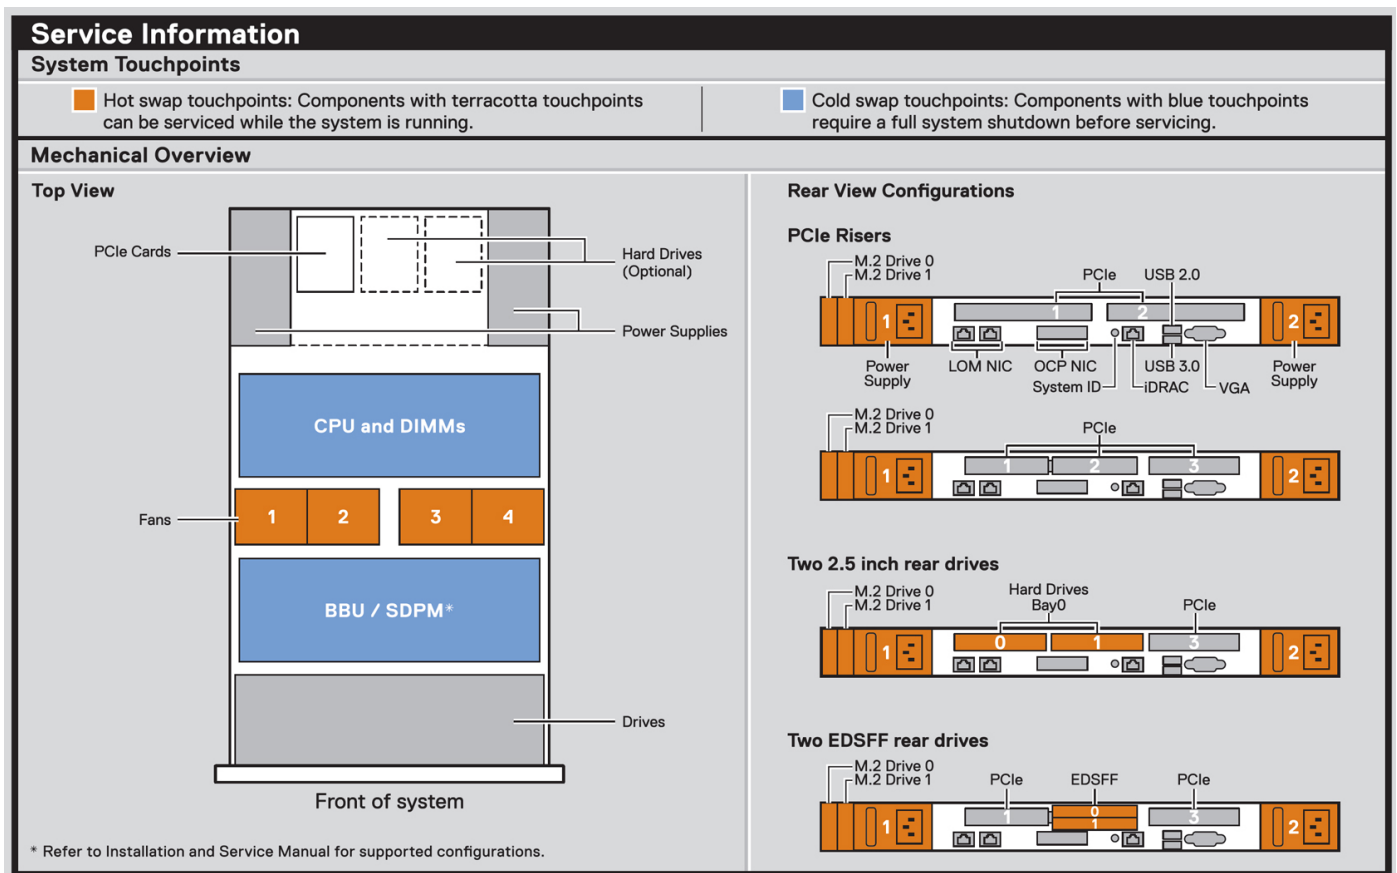 Service Information
System Touchpoints
Hot swap touchpoints: Components with terracotta touchpoints
can be serviced while the system is running.
Cold swap touchpoints: Components with blue touchpoints
require a full system shutdown before servicing.
Mechanical Overview
Top View
PCIe Cards
Hard Drives
(Optional)
Power Supplies
CPU and DIMMs
Fans
1
2
3
4
BBU / SDPM*
Drives
Front of system
* Refer to Installation and Service Manual for supported configurations.
Rear View Configurations
PCIe Risers
M.2 Drive 0
M.2 Drive 1
PCIe
USB 2.0
1
1
2
2
Power
Supply
LOM NIC
OCP NIC
System ID
USB 3.0
iDRAC
VGA
Power
Supply
M.2 Drive 0
M.2 Drive 1
PCIe
1
1
2
3
2
Two 2.5 inch rear drives
M.2 Drive 0
M.2 Drive 1
Hard Drives
Bay0
PCIe
1
0
1
3
2
Two EDSFF rear drives
M.2 Drive 0
M.2 Drive 1
PCIe
EDSFF
PCIe
1
1
0
1
3
2